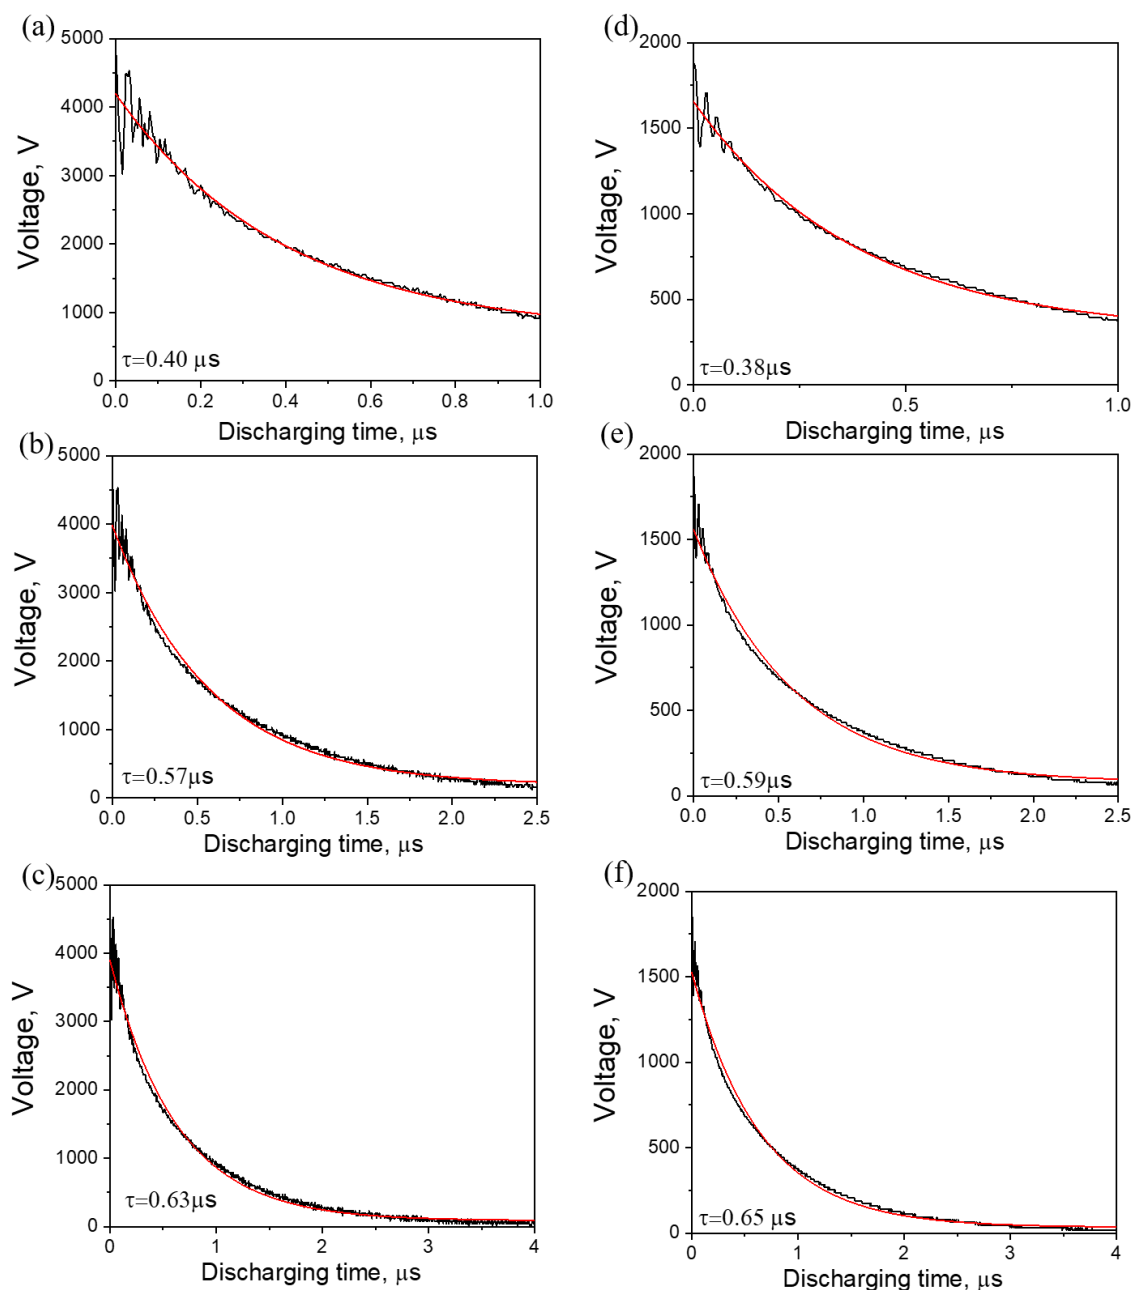 (a)
5000
4000
3000
2000
1000
0
Voltage, V
τ=0.40 μs
0.0 0.2 0.4 0.6 0.8 1.0
Discharging time, μs
(d)
2000
1500
1000
500
0
Voltage, V
τ=0.38μs
0.0 0.5 1.0
Discharging time, μs
(b)
5000
4000
3000
2000
1000
0
Voltage, V
τ=0.57μs
0.0 0.5 1.0 1.5 2.0 2.5
Discharging time, μs
(e)
2000
1500
1000
500
0
Voltage, V
τ=0.59μs
0.0 0.5 1.0 1.5 2.0 2.5
Discharging time, μs
(c)
5000
4000
3000
2000
1000
0
Voltage, V
τ=0.63μs
0 1 2 3 4
Discharging time, μs
(f)
2000
1500
1000
500
0
Voltage, V
τ=0.65 μs
0 1 2 3 4
Discharging time, μs